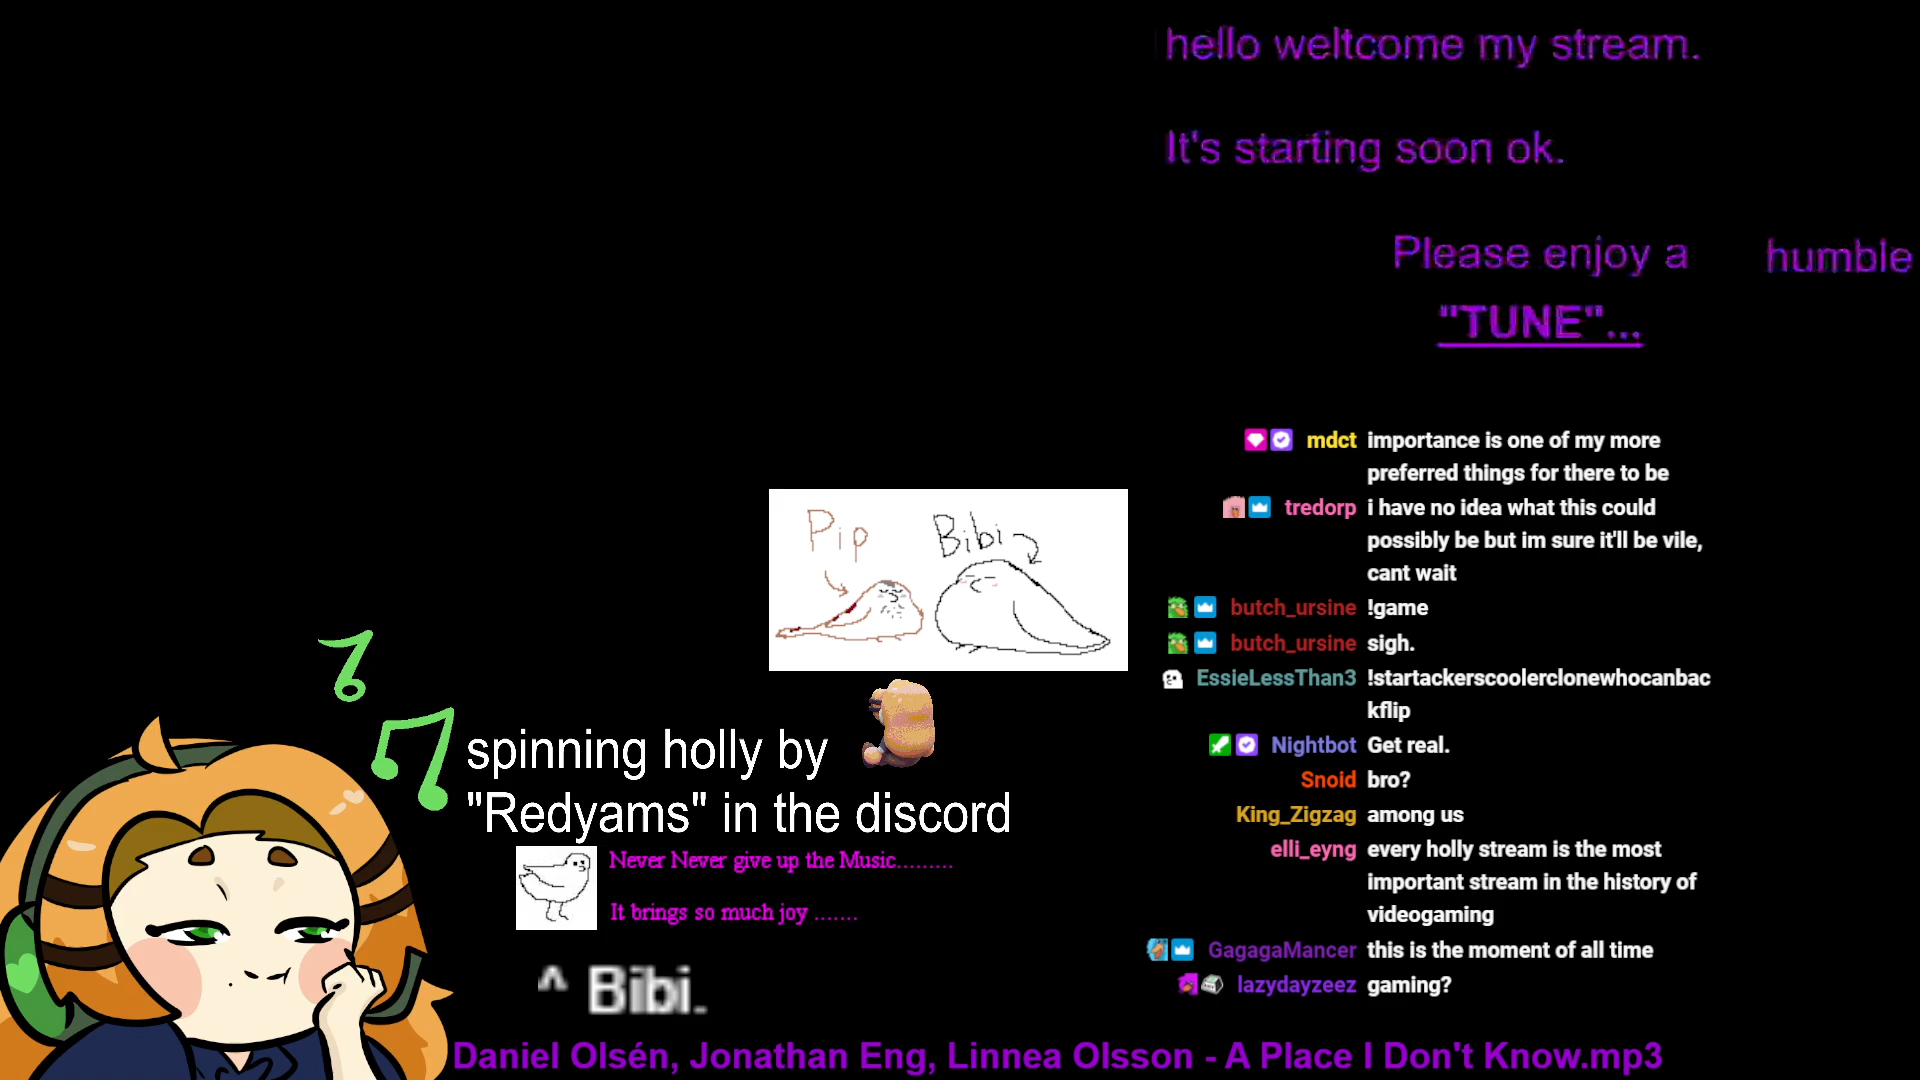 hello weltcome my stream.
It's starting soon ok.
Please enjoy a humble
"TUNE"...
mdct importance is one of my more
preferred things for there to be
tredorp i have no idea what this could
possibly be but im sure it'll be vile,
cant wait
butch_ursine !game
butch_ursine sigh.
EssieLessThan3 !startackerscoolerclonewhocanbac
kflip
Nightbot Get real.
Snoid bro?
King_Zigzag among us
elli_eyng every holly stream is the most
important stream in the history of
videogaming
GagagaMancer this is the moment of all time
lazydayzeez gaming?
Pip Bibi
spinning holly by
"Redyams" in the discord
Never Never give up the Music.........
It brings so much joy .......
^ Bibi.
Daniel Olsén, Jonathan Eng, Linnea Olsson - A Place I Don't Know.mp3